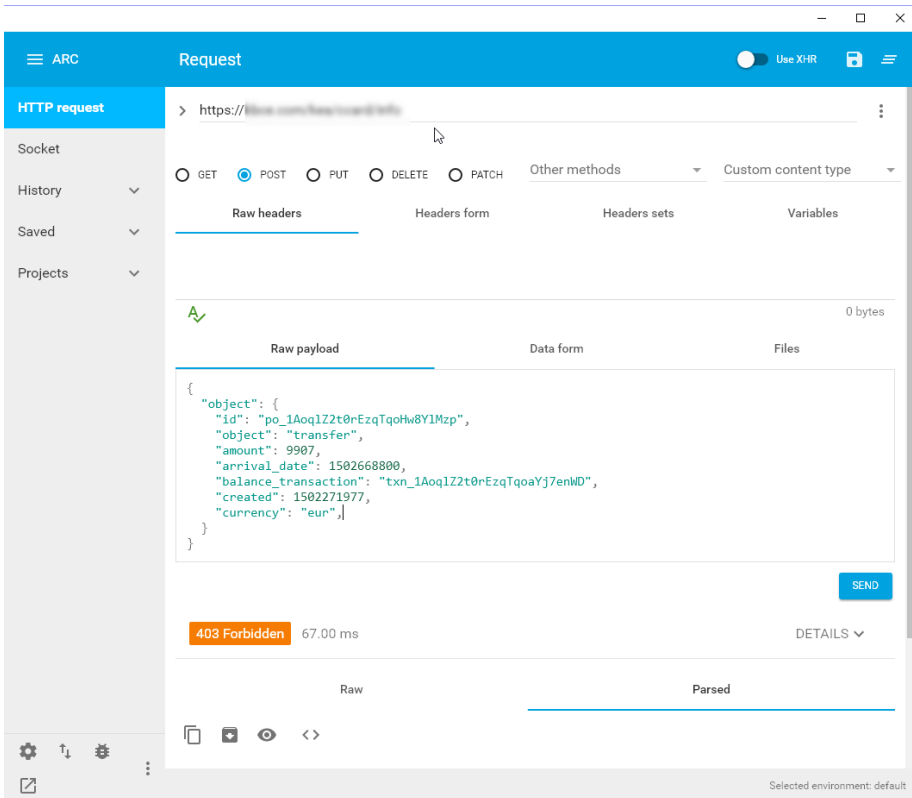 ARC
Request
Use XHR
HTTP request
https://
Socket
GET POST PUT DELETE PATCH Other methods Custom content type
History
Raw headers Headers form Headers sets Variables
Saved
Projects
0 bytes
Raw payload Data form Files
{
"object": {
"id": "po_1AoqlZ2t0rEzqTqoHw8YlMzp",
"object": "transfer",
"amount": 9907,
"arrival_date": 1502668800,
"balance_transaction": "txn_1AoqlZ2t0rEzqTqoaYj7enWD",
"created": 1502271977,
"currency": "eur",
}
}
SEND
403 Forbidden 67.00 ms DETAILS
Raw Parsed
Selected environment: default